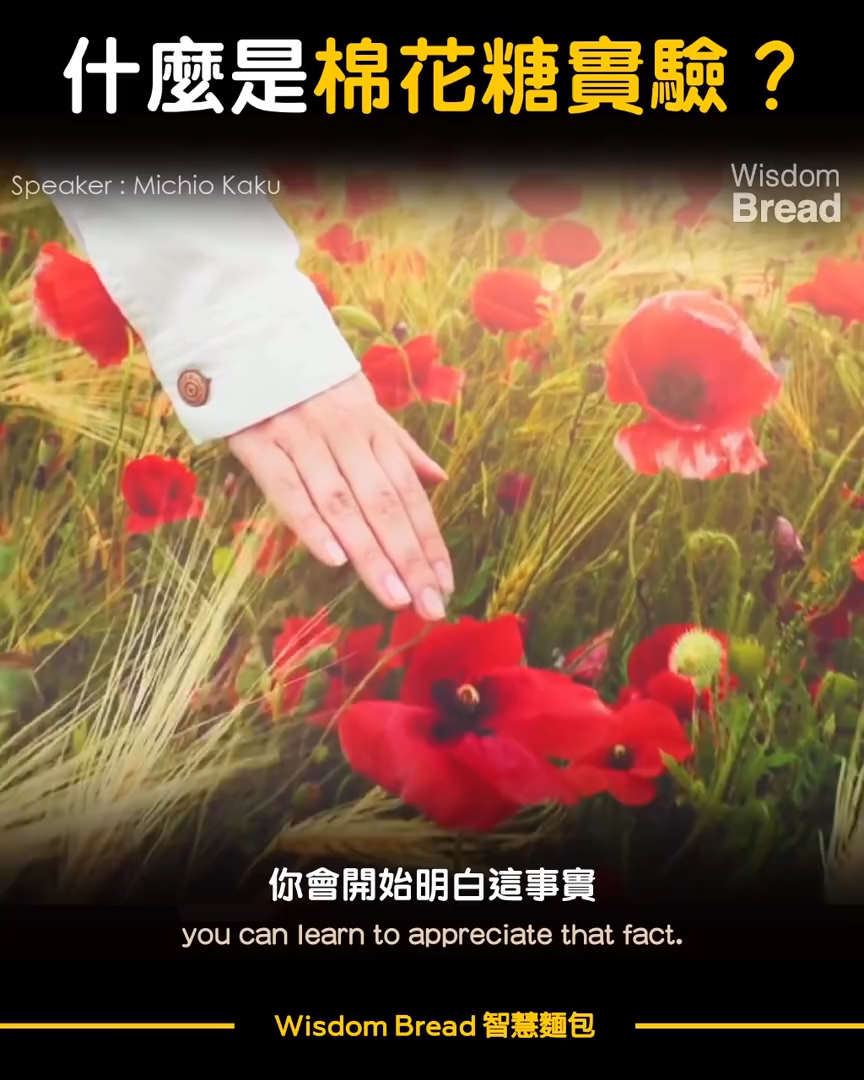 什麼是棉花糖實驗？
Speaker : Michio Kaku
Wisdom
Bread
你會開始明白這事實
you can learn to appreciate that fact.
Wisdom Bread 智慧麵包